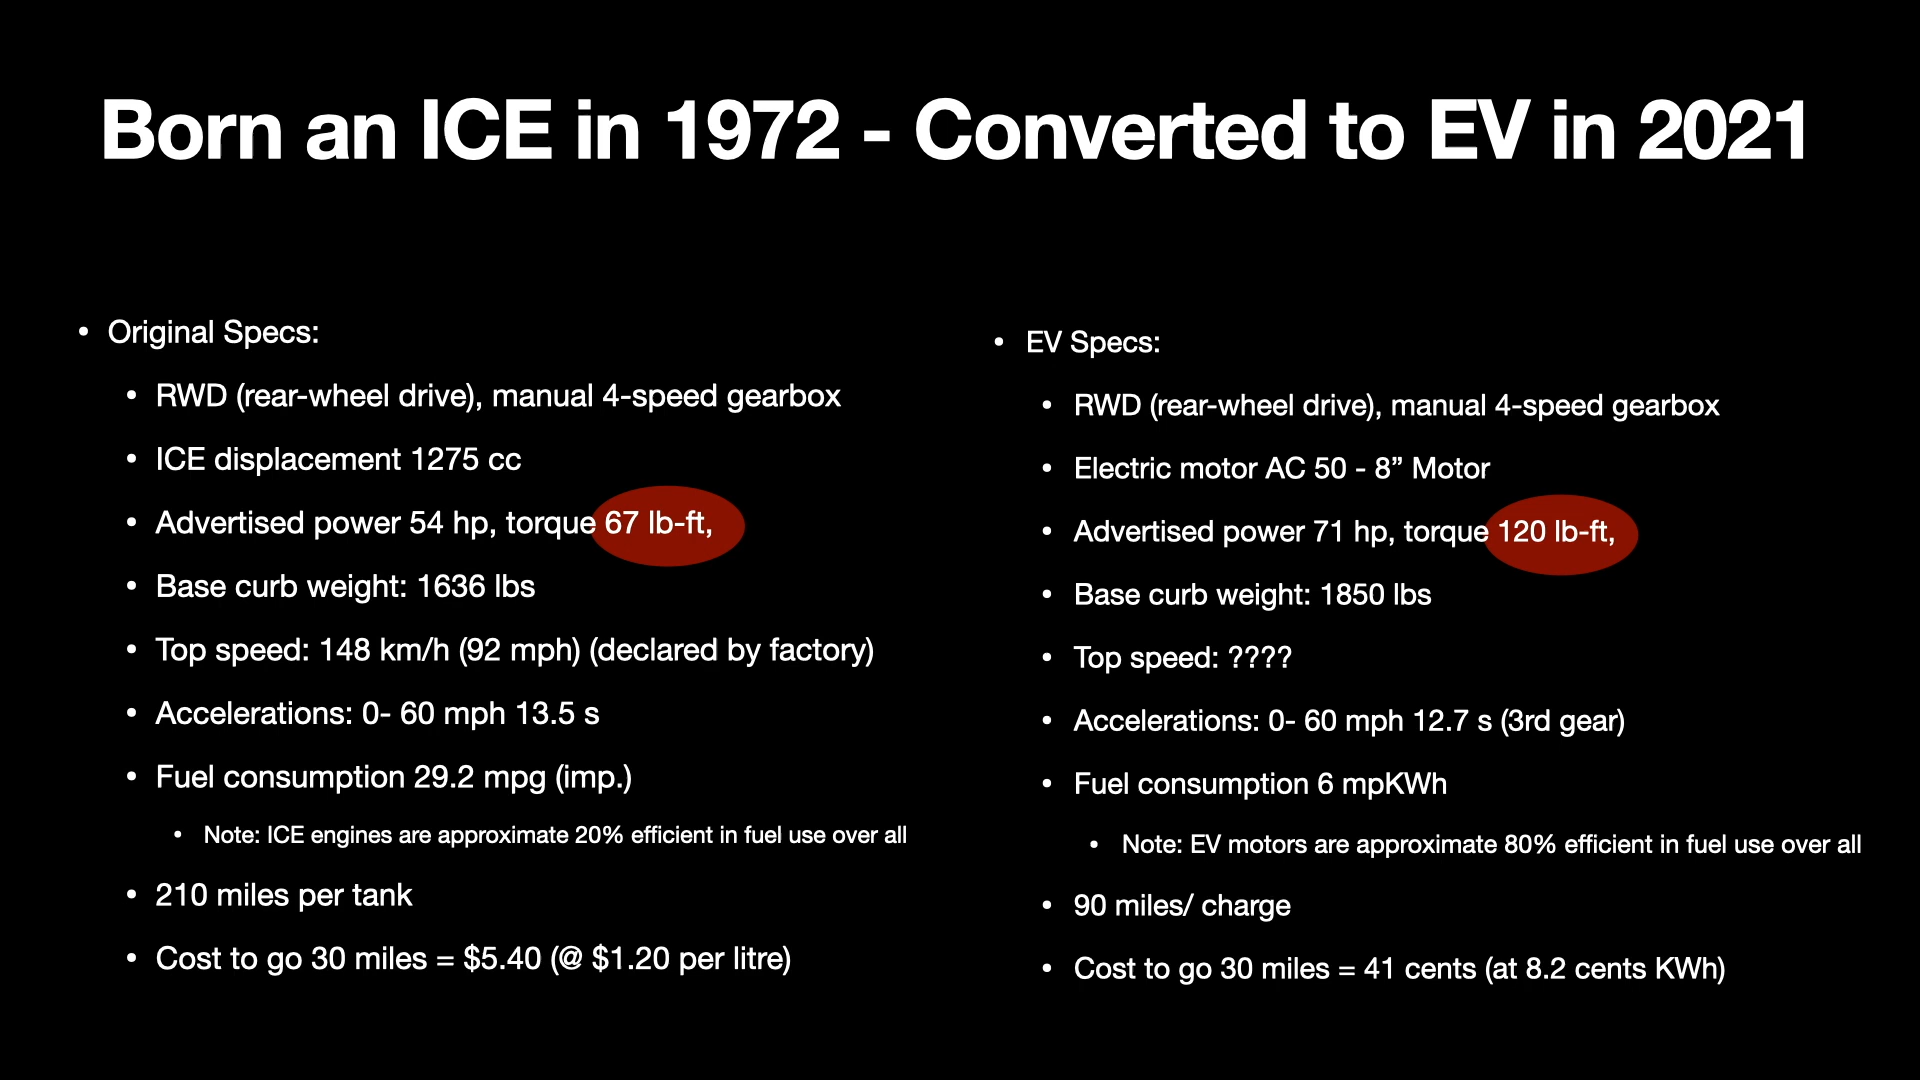 Born an ICE in 1972 - Converted to EV in 2021
• Original Specs:
• RWD (rear-wheel drive), manual 4-speed gearbox
• ICE displacement 1275 cc
• Advertised power 54 hp, torque 67 lb-ft,
• Base curb weight: 1636 lbs
• Top speed: 148 km/h (92 mph) (declared by factory)
• Accelerations: 0- 60 mph 13.5 s
• Fuel consumption 29.2 mpg (imp.)
• Note: ICE engines are approximate 20% efficient in fuel use over all
• 210 miles per tank
• Cost to go 30 miles = $5.40 (@ $1.20 per litre)
• EV Specs:
• RWD (rear-wheel drive), manual 4-speed gearbox
• Electric motor AC 50 - 8” Motor
• Advertised power 71 hp, torque 120 lb-ft,
• Base curb weight: 1850 lbs
• Top speed: ????
• Accelerations: 0- 60 mph 12.7 s (3rd gear)
• Fuel consumption 6 mpKWh
• Note: EV motors are approximate 80% efficient in fuel use over all
• 90 miles/ charge
• Cost to go 30 miles = 41 cents (at 8.2 cents KWh)